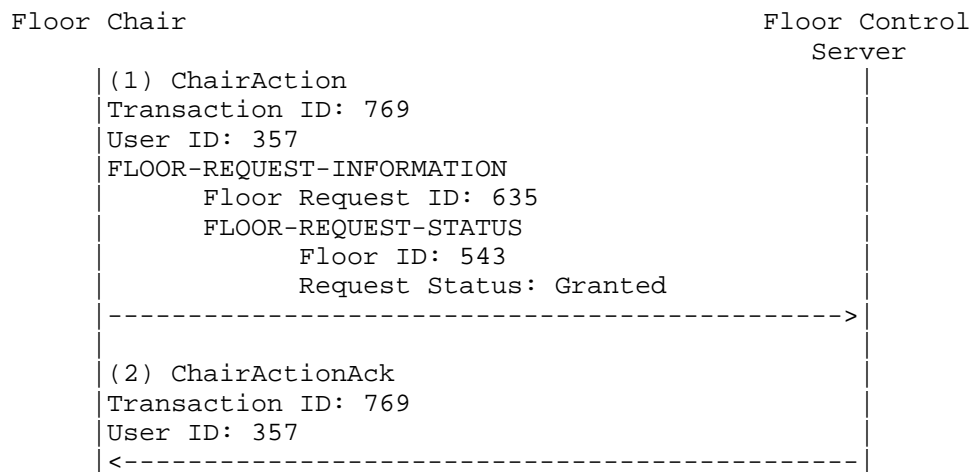 Floor Chair                                    Floor Control
                                                  Server
(1) ChairAction
Transaction ID: 769
User ID: 357
FLOOR-REQUEST-INFORMATION
Floor Request ID: 635
FLOOR-REQUEST-STATUS
Floor ID: 543
Request Status: Granted
(2) ChairActionAck
Transaction ID: 769
User ID: 357